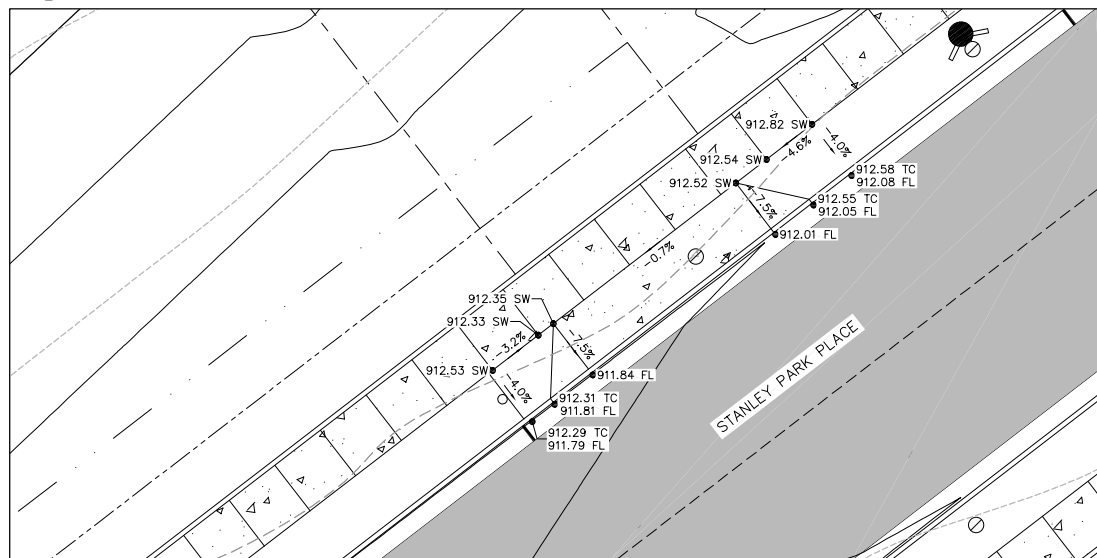 912.82 SW
-4.6%
-4.0%
912.54 SW
912.58 TC
912.08 FL
912.52 SW
-7.5%
912.55 TC
912.05 FL
912.01 FL
-0.7%
912.35 SW
912.33 SW
-3.2%
-7.5%
912.53 SW
-4.0%
911.84 FL
912.31 TC
911.81 FL
912.29 TC
911.79 FL
STANLEY PARK PLACE